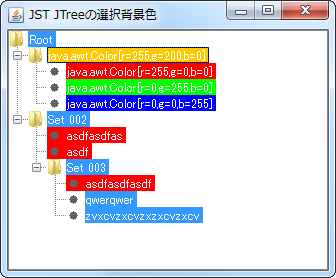 JST JTreeの選択背景色
Root
java.awt.Color[r=255,g=200,b=0]
java.awt.Color[r=255,g=0,b=0]
java.awt.Color[r=0,g=255,b=0]
java.awt.Color[r=0,g=0,b=255]
Set 002
asdfasdfas
asdf
Set 003
asdfasdfasdf
qwerqwer
zvxcvzxcvzxzxcvzxcv